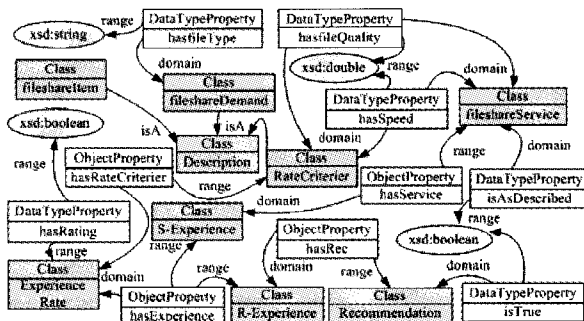 range
DataTypeProperty
hasfileType
DataTypeProperty
hasfileQuality
xsd:string
Class
fileshareItem
domain
Class
fileshareDemand
xsd:double
range
domain
Class
fileshareService
DataTypeProperty
hasSpeed
xsd:boolean
isA
isA
Class
Description
domain
Class
RateCriterier
range
domain
range
ObjectProperty
hasRateCriterier
range
ObjectProperty
hasService
DataTypeProperty
isAsDescribed
DataTypeProperty
hasRating
Class
S-Experience
domain
ObjectProperty
hasRec
range
xsd:boolean
range
range
range
domain
range
domain
range
Class
Experience
Rate
domain
ObjectProperty
hasExperience
Class
R-Experience
Class
Recommendation
DataTypeProperty
isTrue